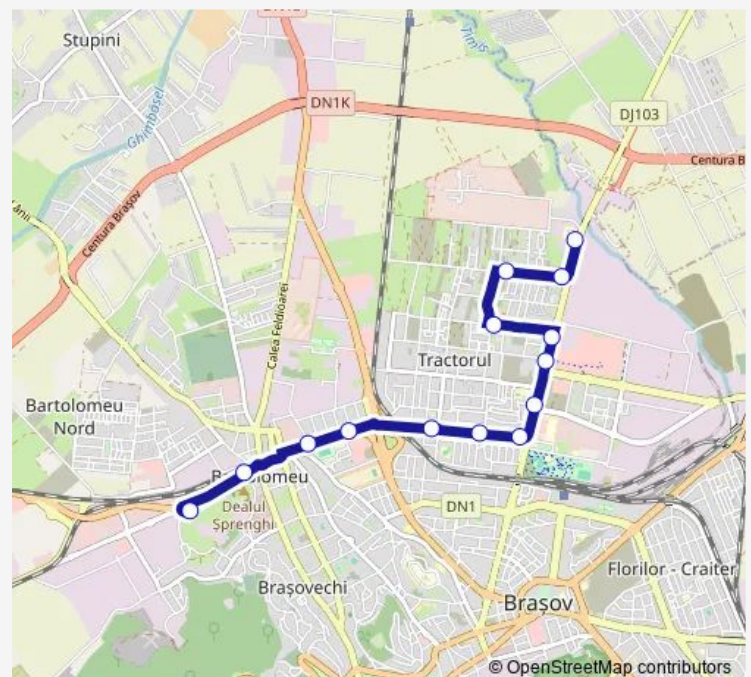 Stupini
Ghimbășel
DN1K
Timiș
DJ103
Centura B
Centura Brașov
Calea Feldioarei
Tractorul
Bartolomeu
Nord
Dealul
Șprenghi
DN1
Brașovechi
Florilor - Craiter
Brașov
© OpenStreetMap contributors